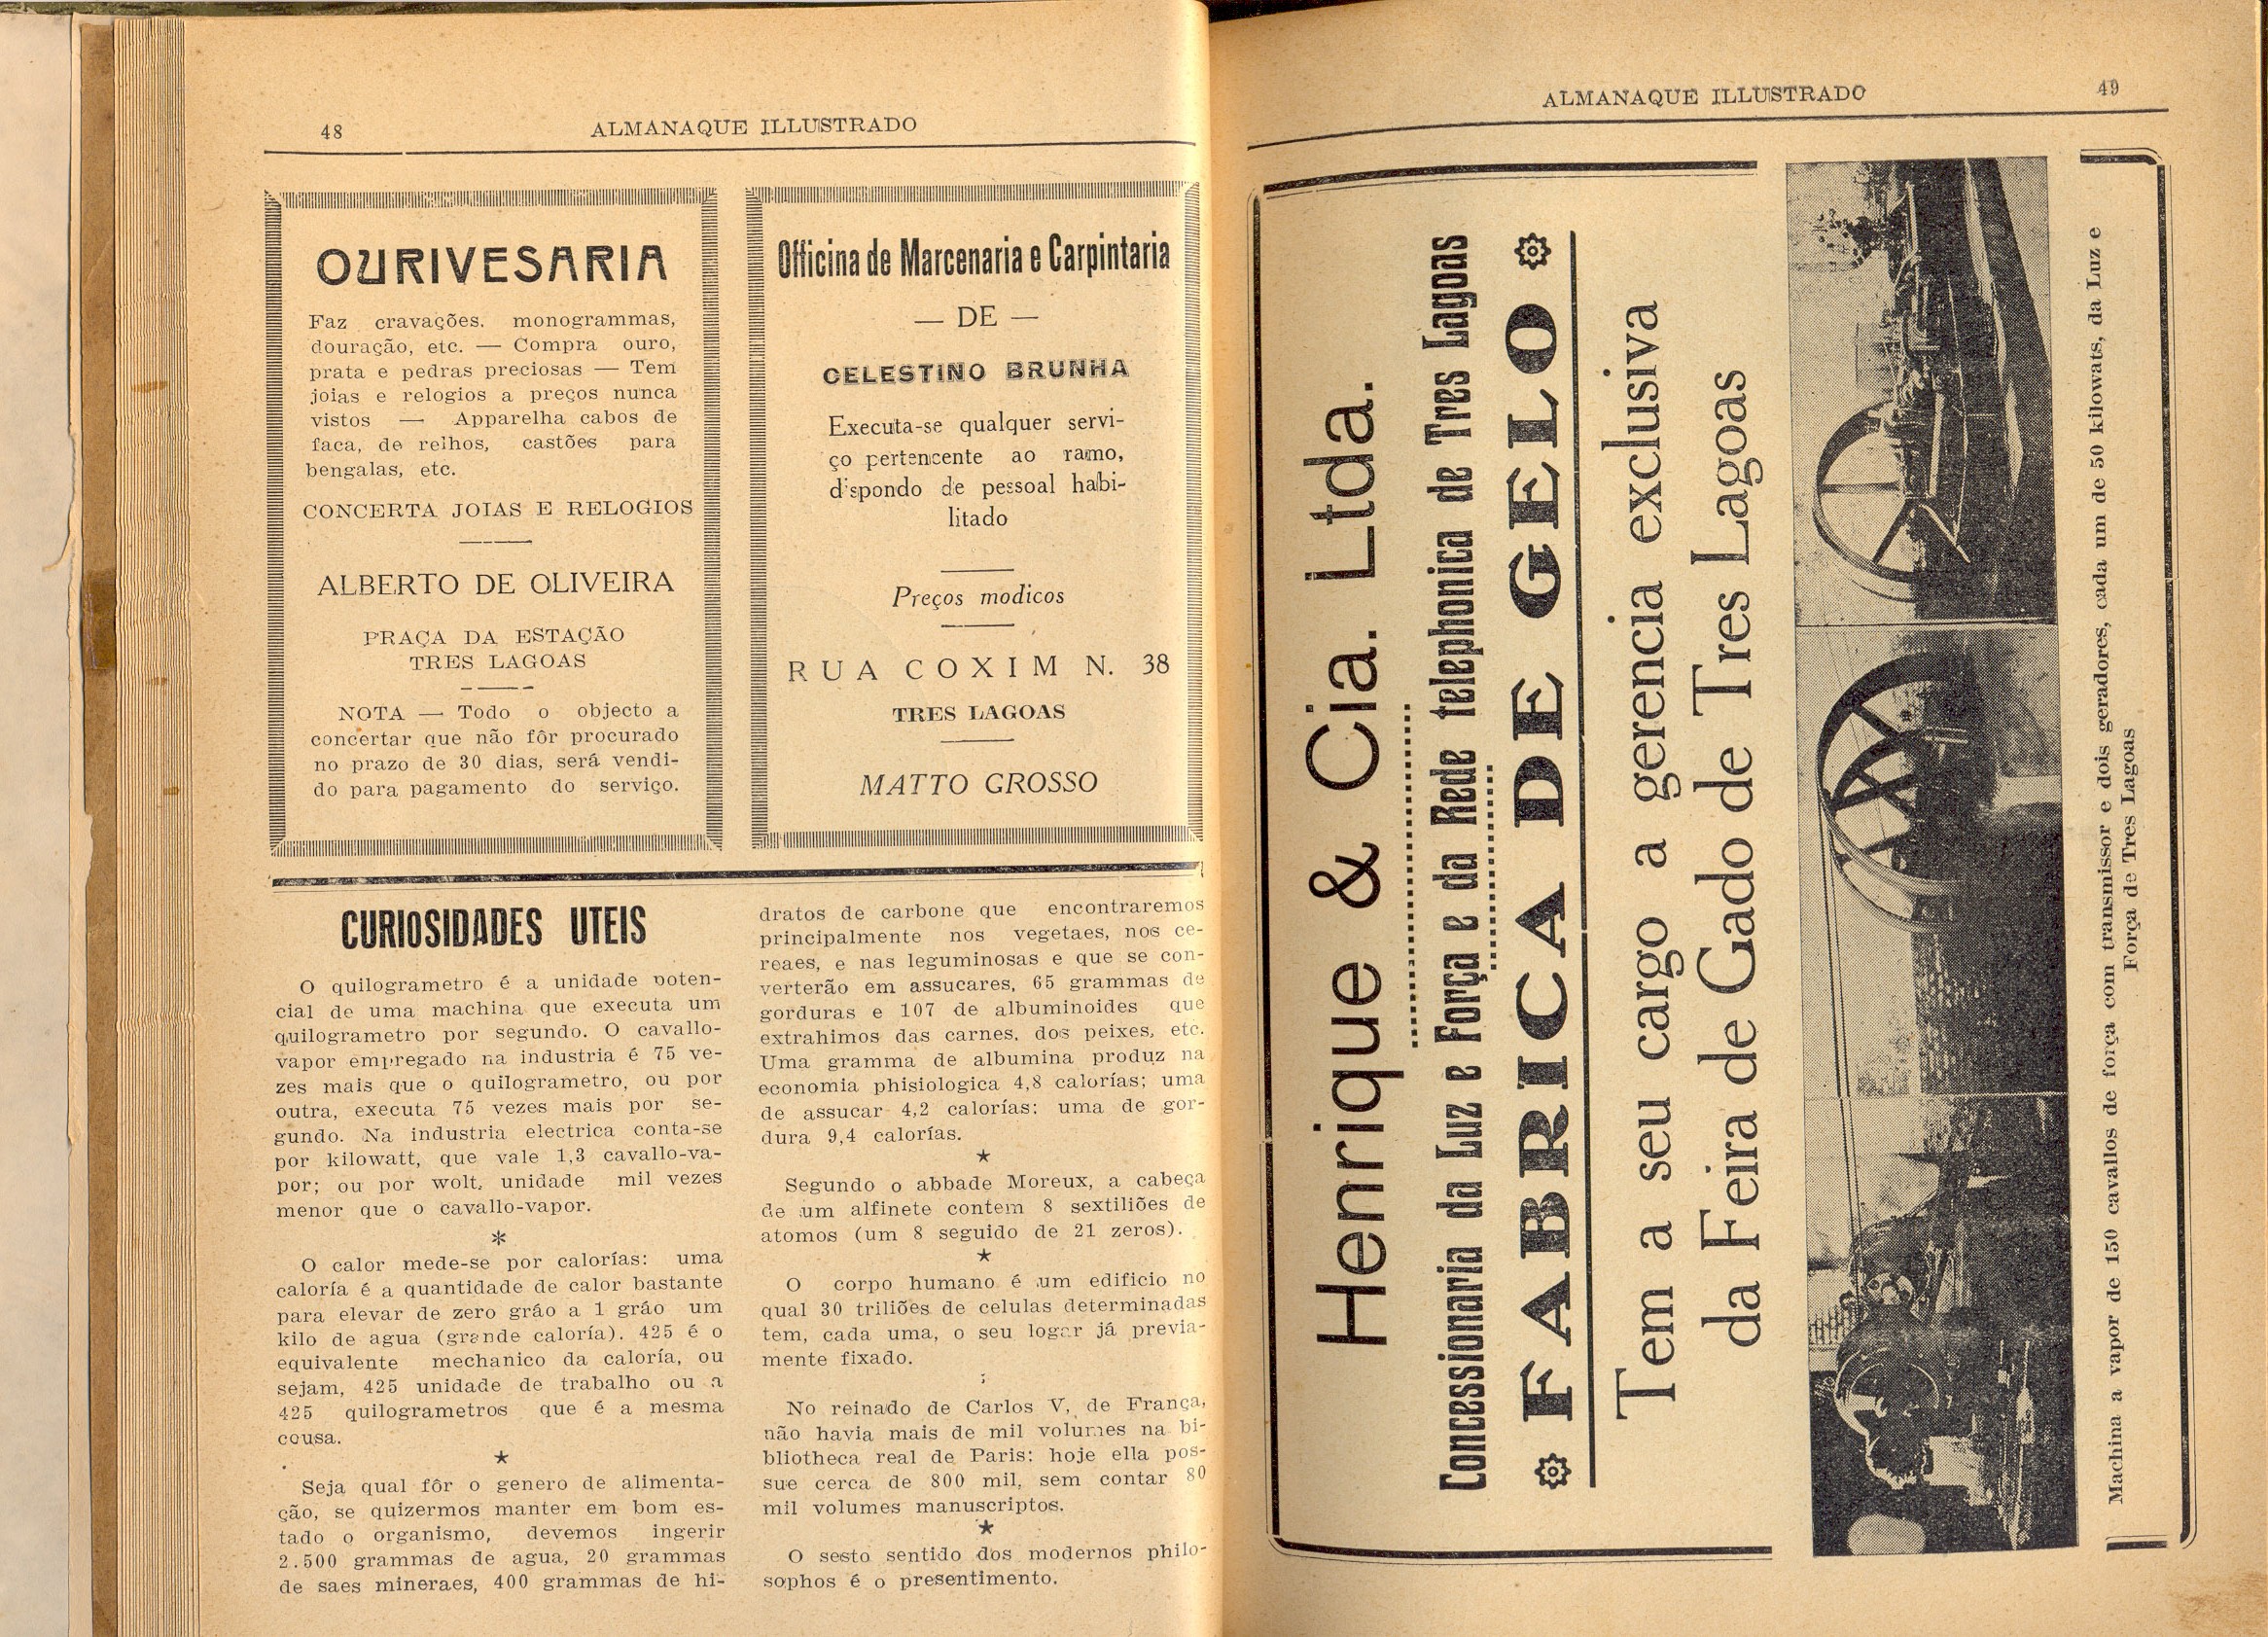 48
ALMANAQUE ILLUSTRADO
OURIVESARIA
Faz cravações. monogrammas,
douração, etc. — Compra ouro,
prata e pedras preciosas — Tem
joias e relogios a preços nunca
vistos — Apparelha cabos de
faca, de relhos, castões para
bengalas, etc.
CONCERTA JOIAS E RELOGIOS
ALBERTO DE OLIVEIRA
PRAÇA DA ESTAÇÃO
TRES LAGOAS
NOTA — Todo o objecto a
concertar que não fôr procurado
no prazo de 30 dias, será vendi-
do para pagamento do serviço.
Officina de Marcenaria e Carpintaria
— DE —
CELESTINO BRUNHA
Executa-se qualquer servi-
ço pertencente ao ramo,
dispondo de pessoal habi-
litado
Preços modicos
RUA COXIM N. 38
TRES LAGOAS
MATTO GROSSO
CURIOSIDADES UTEIS
O quilogrametro é a unidade poten-
cial de uma machina que executa um
quilogrametro por segundo. O cavallo-
vapor empregado na industria é 75 ve-
zes mais que o quilogrametro, ou por
outra, executa 75 vezes mais por se-
gundo. Na industria electrica conta-se
por kilowatt, que vale 1,3 cavallo-va-
por; ou por wolt, unidade mil vezes
menor que o cavallo-vapor.
*
O calor mede-se por calorías: uma
caloría é a quantidade de calor bastante
para elevar de zero gráo a 1 gráo um
kilo de agua (grande caloría). 425 é o
equivalente mechanico da caloría, ou
sejam, 425 unidade de trabalho ou a
425 quilogrametros que é a mesma
cousa.
★
Seja qual fôr o genero de alimenta-
ção, se quizermos manter em bom es-
tado o organismo, devemos ingerir
2.500 grammas de agua, 20 grammas
de saes mineraes, 400 grammas de hi-
dratos de carbone que encontraremos
principalmente nos vegetaes, nos ce-
reaes, e nas leguminosas e que se con-
verterão em assucares, 65 grammas de
gorduras e 107 de albuminoides que
extrahimos das carnes, dos peixes, etc.
Uma gramma de albumina produz na
economia phisiologica 4,8 calorías; uma
de assucar 4,2 calorías: uma de gor-
dura 9,4 calorías.
★
Segundo o abbade Moreux, a cabeça
de um alfinete contem 8 sextiliões de
atomos (um 8 seguido de 21 zeros).
★
O corpo humano é um edificio no
qual 30 triliões de celulas determinadas
tem, cada uma, o seu logar já previa-
mente fixado.
No reinado de Carlos V, de França,
não havia mais de mil volumes na bi-
bliotheca real de Paris: hoje ella pos-
sue cerca de 800 mil, sem contar 80
mil volumes manuscriptos.
★
O sesto sentido dos modernos philo-
sophos é o presentimento.
ALMANAQUE ILLUSTRADO
49
Henrique & Cia. Ltda.
Concessionaria da Luz e Força e da Rede telephonica de Tres Lagoas
FABRICA DE GELO
Tem a seu cargo a gerencia exclusiva
da Feira de Gado de Tres Lagoas
Machina a vapor de 150 cavallos de força com transmissor e dois geradores, cada um de 50 kilowats, da Luz e
Força de Tres Lagoas